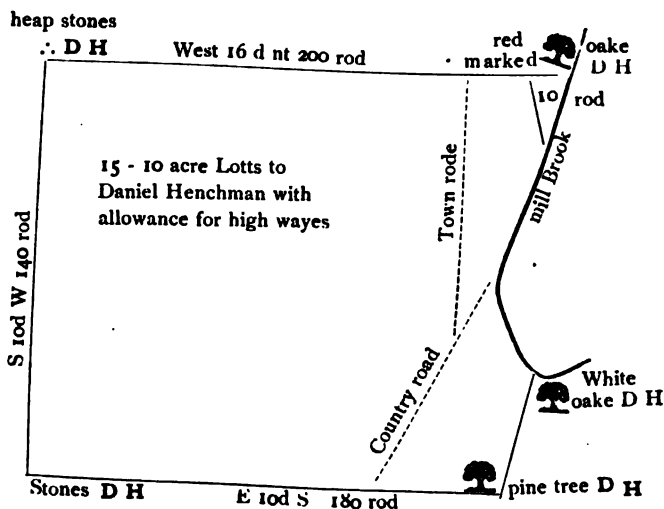 heap stones
∴ D H
West 16 d nt 200 rod
red marked
oake
D H
10 rod
15 - 10 acre Lotts to
Daniel Henchman with
allowance for high wayes
Town rode
mill Brook
S 10d W 140 rod
Country road
White
oake D H
Stones D H
E 10d S 180 rod
pine tree D H